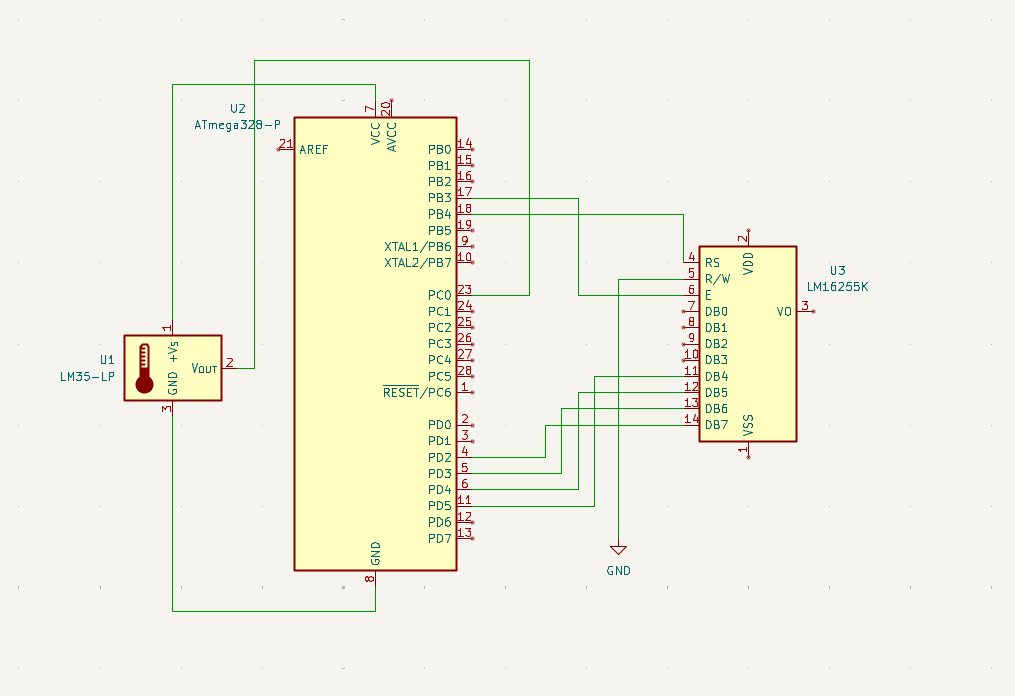 U2
ATmega328-P
7
20
VCC
AVCC
21
AREF
PB0
14
PB1
15
PB2
16
PB3
17
PB4
18
PB5
19
XTAL1/PB6
9
XTAL2/PB7
10
PC0
23
PC1
24
PC2
25
PC3
26
PC4
27
PC5
28
RESET/PC6
1
PD0
2
PD1
3
PD2
4
PD3
5
PD4
6
PD5
11
PD6
12
PD7
13
GND
8
U1
LM35-LP
1
+Vs
GND
VOUT
2
3
U3
LM16255K
2
VDD
4
RS
5
R/W
6
E
7
DB0
8
DB1
9
DB2
10
DB3
11
DB4
12
DB5
13
DB6
14
DB7
VO
3
VSS
1
GND